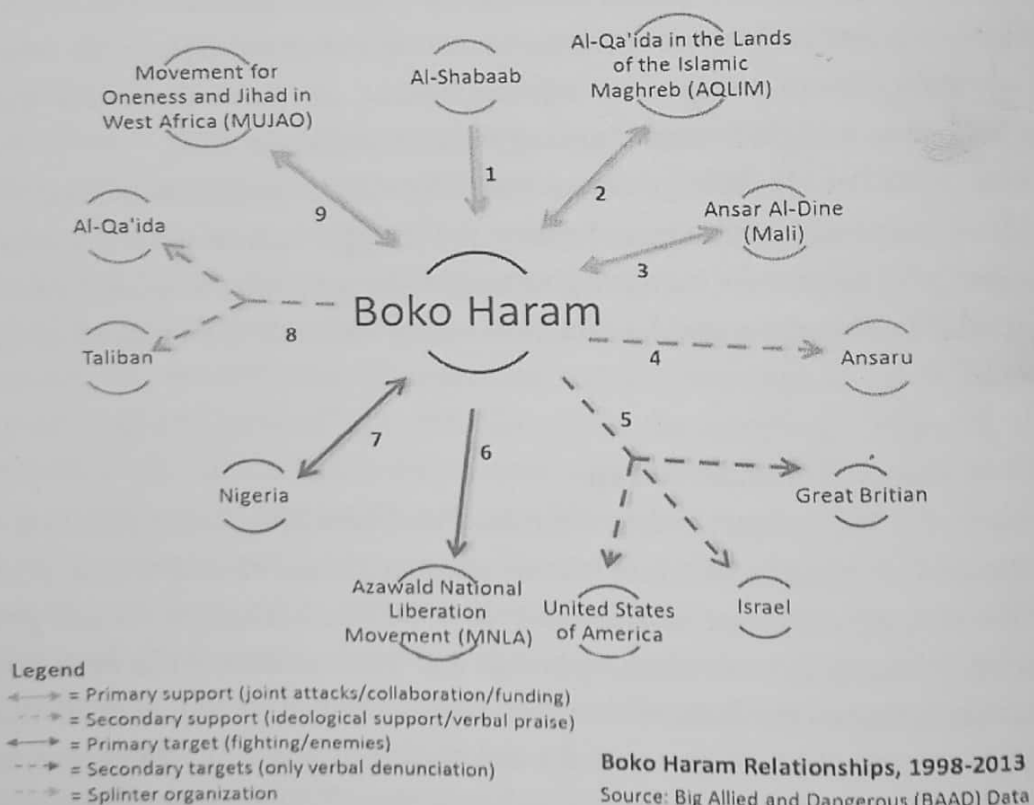 Movement for
Oneness and Jihad in
West Africa (MUJAO)
Al-Shabaab
Al-Qa'ida in the Lands
of the Islamic
Maghreb (AQLIM)
1
2
9
Al-Qa'ida
Ansar Al-Dine
(Mali)
3
Boko Haram
8
Taliban
4
Ansaru
5
7
6
Nigeria
Great Britian
Azawald National
Liberation
Movement (MNLA)
United States
of America
Israel
Legend
= Primary support (joint attacks/collaboration/funding)
= Secondary support (ideological support/verbal praise)
= Primary target (fighting/enemies)
= Secondary targets (only verbal denunciation)
= Splinter organization
Boko Haram Relationships, 1998-2013
Source: Big Allied and Dangerous (BAAD) Data